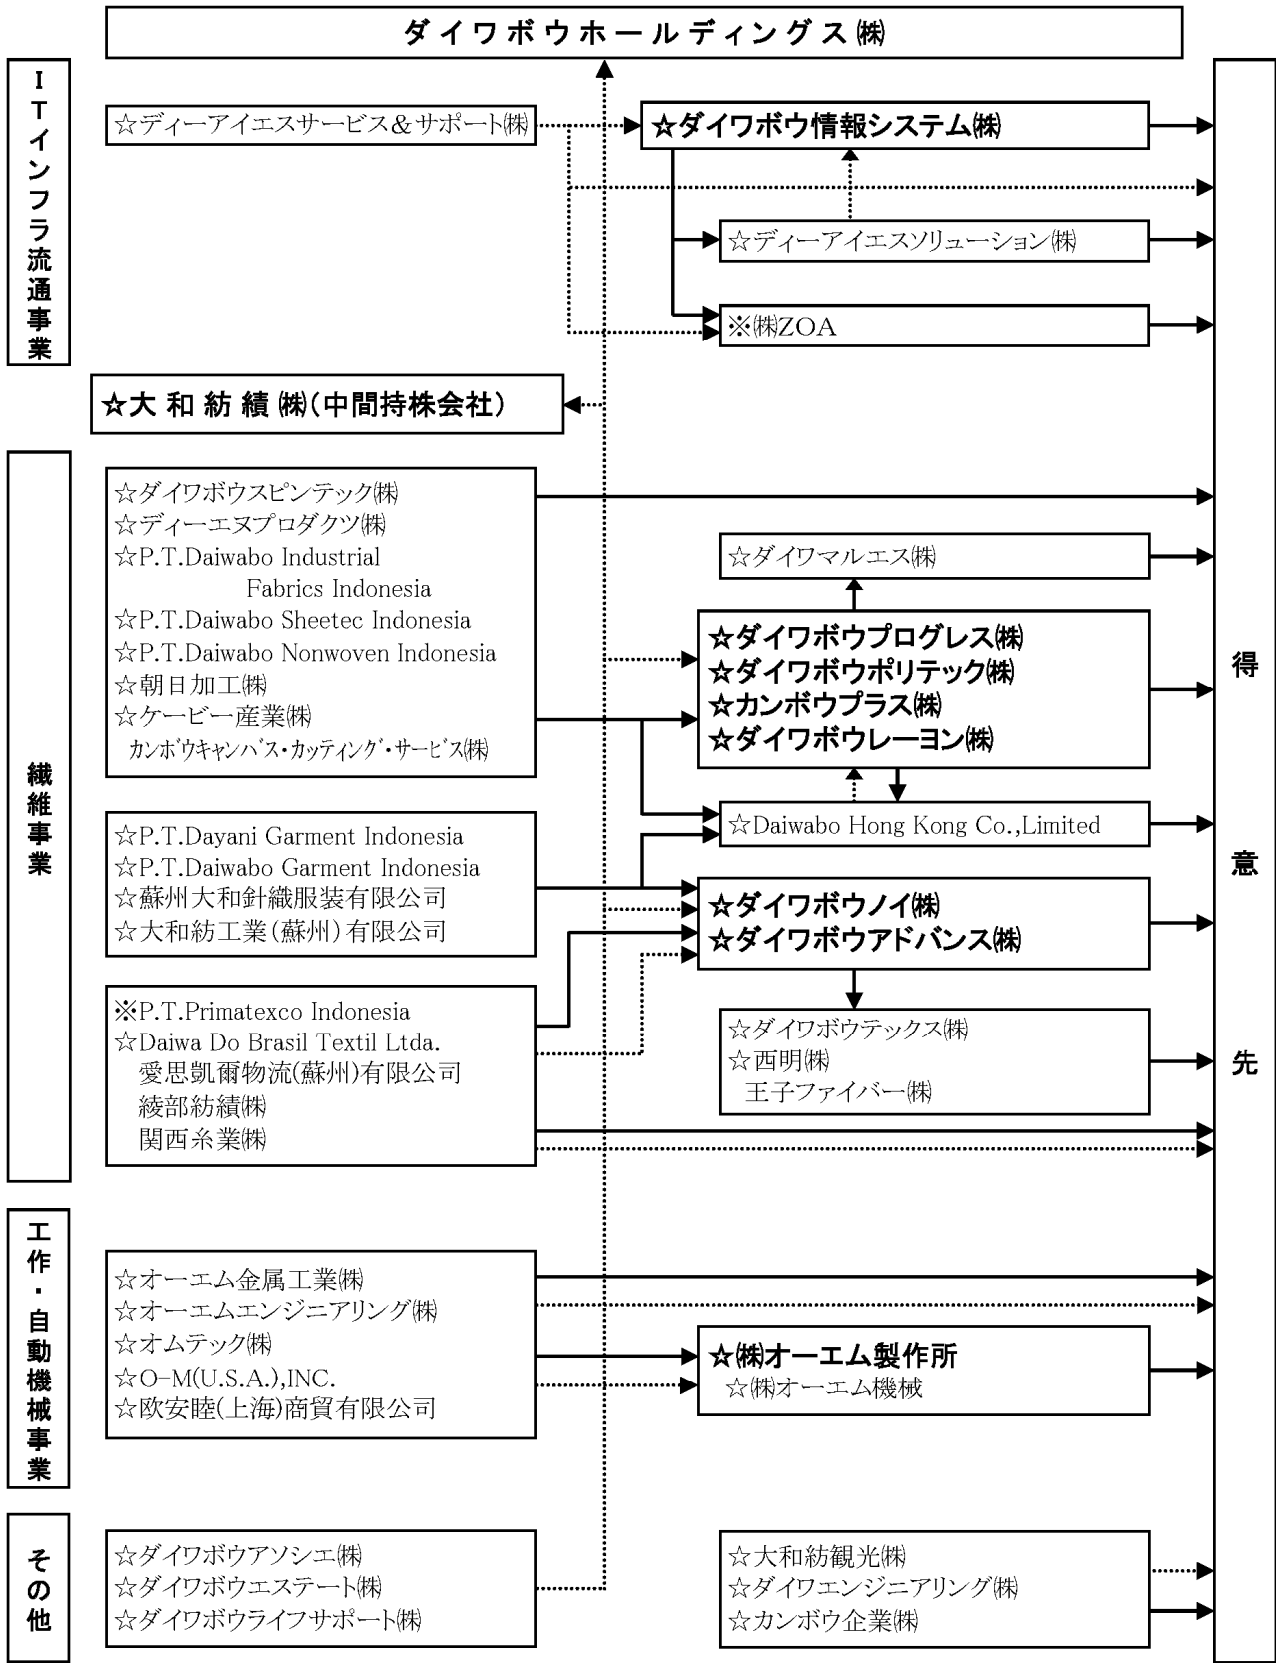 ダイワボウホールディングス㈱
ITインフラ流通事業
☆ディーアイエスサービス&サポート㈱
☆ダイワボウ情報システム㈱
☆ディーアイエスソリューション㈱
※㈱ZOA
☆大和紡績㈱(中間持株会社)
繊維事業
☆ダイワボウスピンテック㈱
☆ディーエヌプロダクツ㈱
☆P.T.Daiwabo Industrial
Fabrics Indonesia
☆P.T.Daiwabo Sheetec Indonesia
☆P.T.Daiwabo Nonwoven Indonesia
☆朝日加工㈱
☆ケービー産業㈱
カンボウキャンバス・カッティング・サービス㈱
☆ダイワマルエス㈱
☆ダイワボウプログレス㈱
☆ダイワボウポリテック㈱
☆カンボウプラス㈱
☆ダイワボウレーヨン㈱
☆P.T.Dayani Garment Indonesia
☆P.T.Daiwabo Garment Indonesia
☆蘇州大和針織服装有限公司
☆大和紡工業(蘇州)有限公司
☆Daiwabo Hong Kong Co.,Limited
☆ダイワボウノイ㈱
☆ダイワボウアドバンス㈱
※P.T.Primatexco Indonesia
☆Daiwa Do Brasil Textil Ltda.
愛思凱爾物流(蘇州)有限公司
綾部紡績㈱
関西糸業㈱
☆ダイワボウテックス㈱
☆西明㈱
王子ファイバー㈱
工作・自動機械事業
☆オーエム金属工業㈱
☆オーエムエンジニアリング㈱
☆オムテック㈱
☆O-M(U.S.A.),INC.
☆欧安睦(上海)商貿有限公司
☆㈱オーエム製作所
☆㈱オーエム機械
その他
☆ダイワボウアソシエ㈱
☆ダイワボウエステート㈱
☆ダイワボウライフサポート㈱
☆大和紡観光㈱
☆ダイワエンジニアリング㈱
☆カンボウ企業㈱
得意先